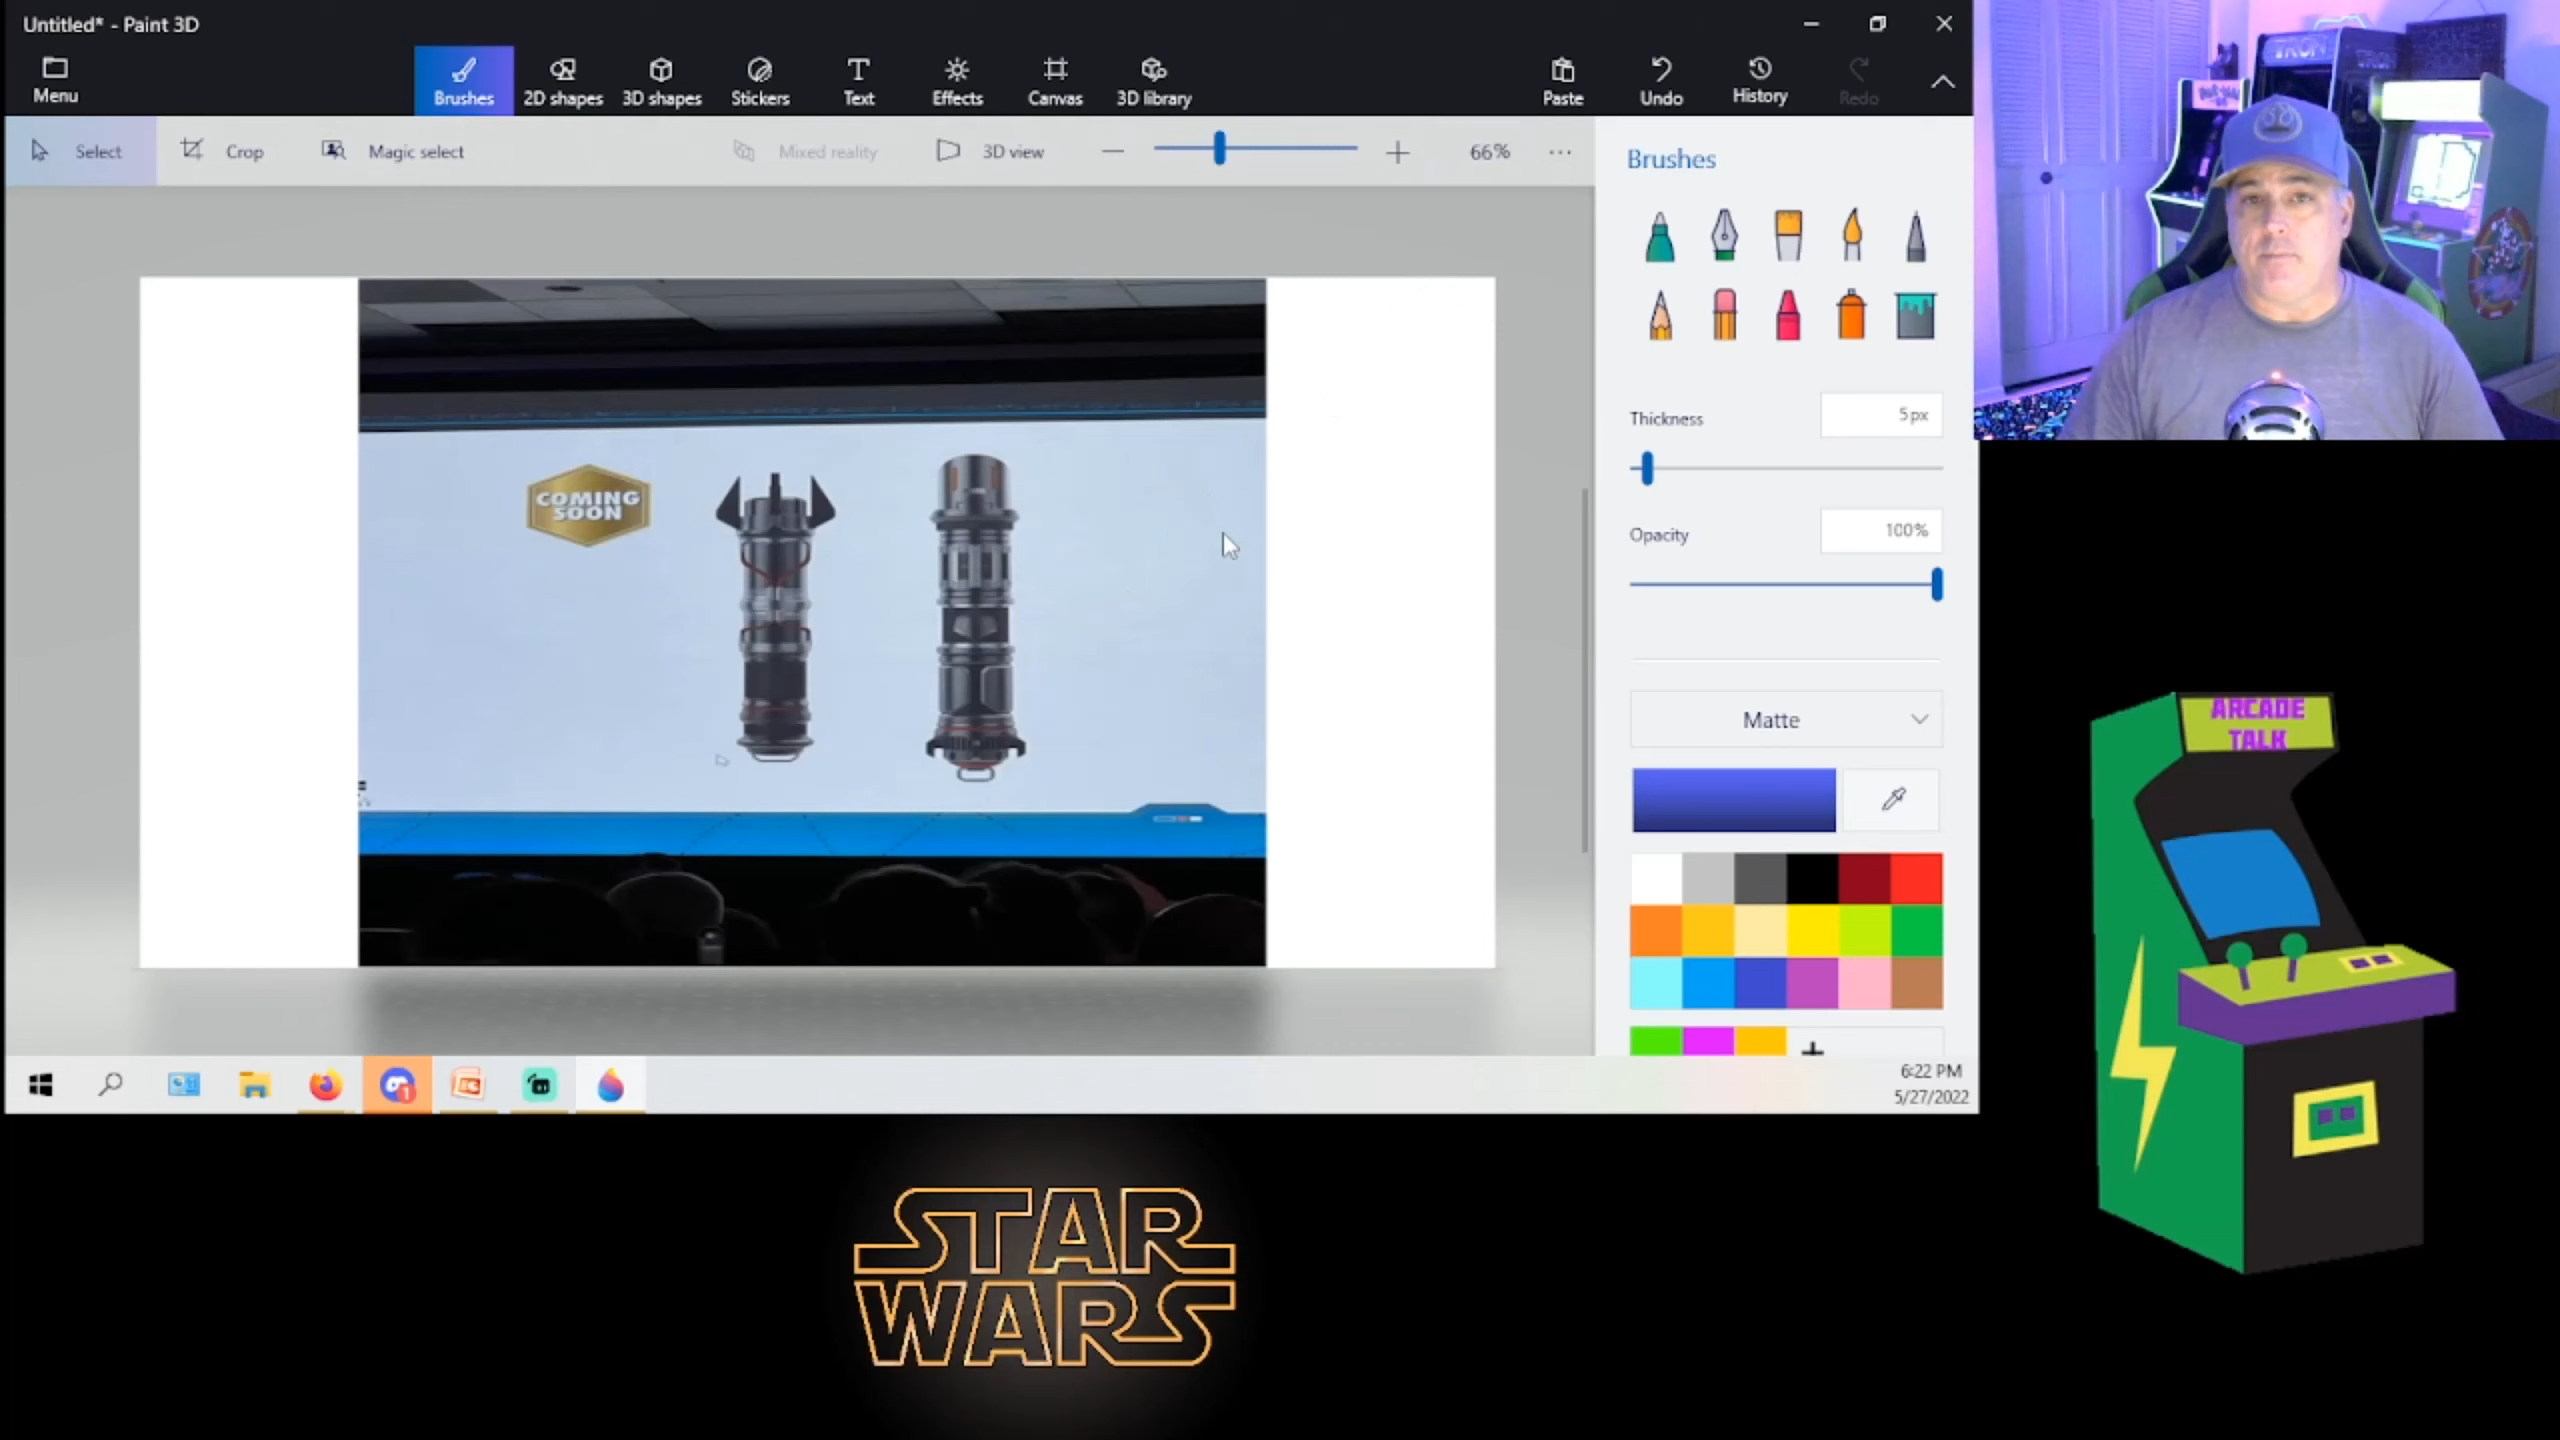 Untitled* - Paint 3D
Menu
Brushes
2D shapes
3D shapes
Stickers
Text
Effects
Canvas
3D library
Paste
Undo
History
Redo
Select
Crop
Magic select
Mixed reality
3D view
66%
Brushes
Thickness
5px
Opacity
100%
Matte
COMING
SOON
TRON
ARCADE
TALK
6:22 PM
5/27/2022
STAR
WARS